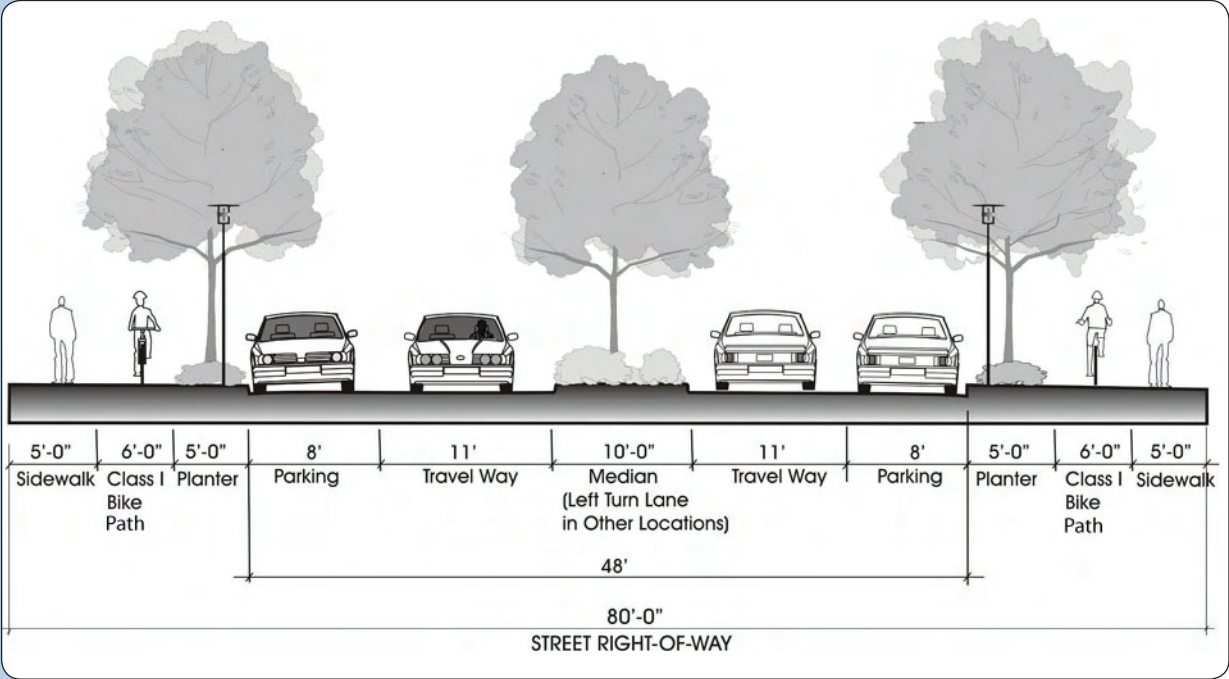 5'-0" 6'-0" 5'-0" 8' 11' 10'-0" 11' 8' 5'-0" 6'-0" 5'-0"
Sidewalk Class I Planter Parking Travel Way Median Travel Way Parking Planter Class I Sidewalk
Bike (Left Turn Lane Bike
Path in Other Locations) Path
48'
80'-0"
STREET RIGHT-OF-WAY